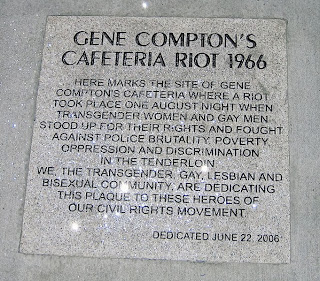 GENE COMPTON'S
CAFETERIA RIOT 1966
HERE MARKS THE SITE OF GENE
COMPTON'S CAFETERIA WHERE A RIOT
TOOK PLACE ONE AUGUST NIGHT WHEN
TRANSGENDER WOMEN AND GAY MEN
STOOD UP FOR THEIR RIGHTS AND FOUGHT
AGAINST POLICE BRUTALITY, POVERTY,
OPPRESSION AND DISCRIMINATION
IN THE TENDERLOIN.
WE, THE TRANSGENDER, GAY, LESBIAN AND
BISEXUAL COMMUNITY, ARE DEDICATING
THIS PLAQUE TO THESE HEROES OF
OUR CIVIL RIGHTS MOVEMENT.
DEDICATED JUNE 22, 2006